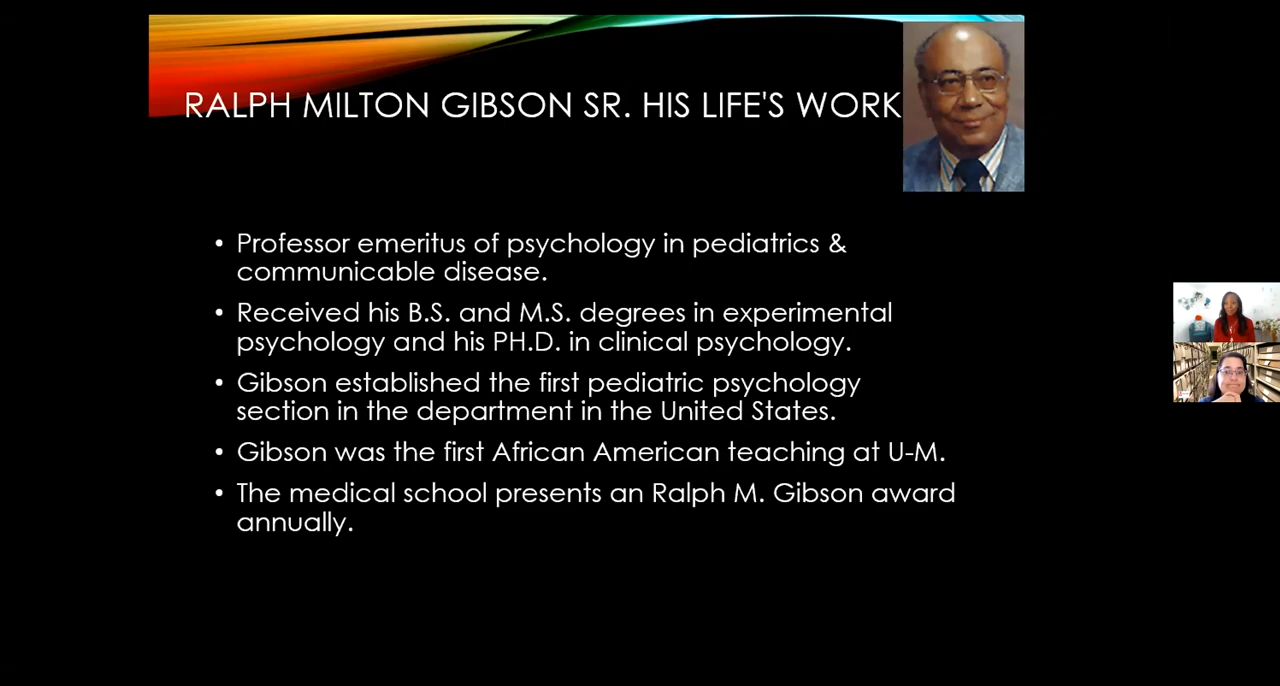 RALPH MILTON GIBSON SR. HIS LIFE'S WORK
• Professor emeritus of psychology in pediatrics &
communicable disease.
• Received his B.S. and M.S. degrees in experimental
psychology and his PH.D. in clinical psychology.
• Gibson established the first pediatric psychology
section in the department in the United States.
• Gibson was the first African American teaching at U-M.
• The medical school presents an Ralph M. Gibson award
annually.